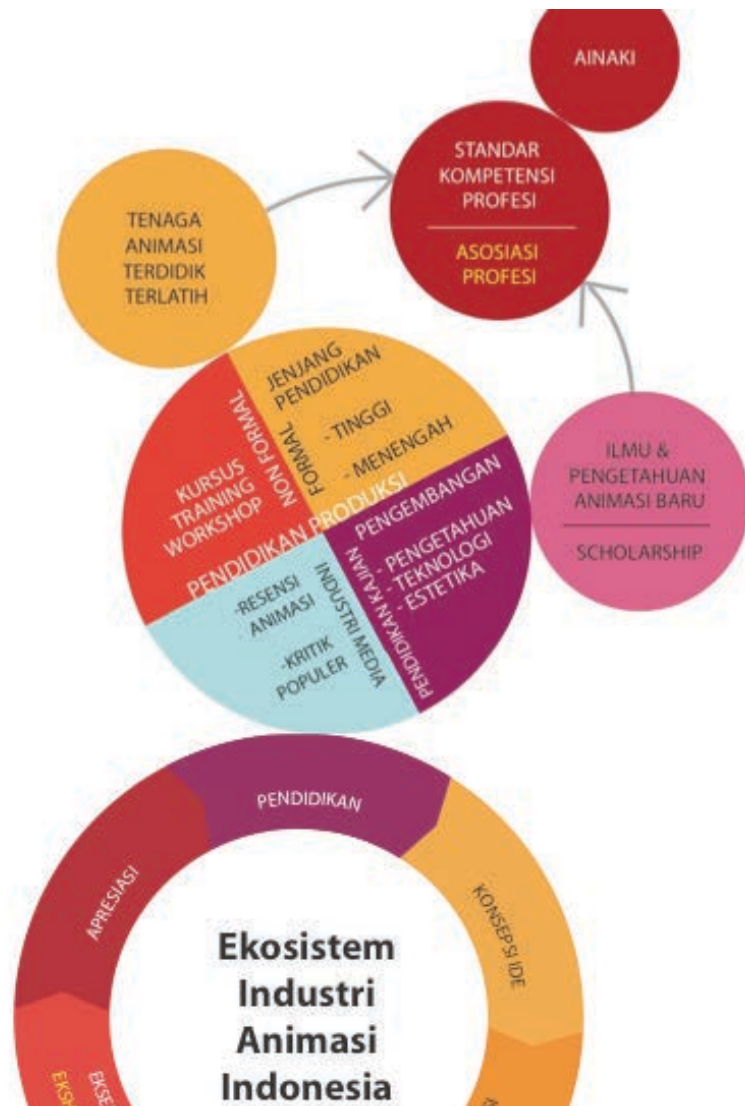 AINAKI
STANDAR
KOMPETENSI
PROFESI
ASOSIASI
PROFESI
TENAGA
ANIMASI
TERDIDIK
TERLATIH
JENJANG
PENDIDIKAN
FORMAL
- TINGGI
- MENENGAH
NON FORMAL
KURSUS
TRAINING
WORKSHOP
PENDIDIKAN PRODUKSI
PENGEMBANGAN
- PENGETAHUAN
- TEKNOLOGI
- ESTETIKA
PENDIDIKAN KAJIAN
INDUSTRI MEDIA
-RESENSI
ANIMASI
-KRITIK
POPULER
ILMU &
PENGETAHUAN
ANIMASI BARU
SCHOLARSHIP
PENDIDIKAN
APRESIASI
KONSEPSI IDE
Ekosistem
Industri
Animasi
Indonesia